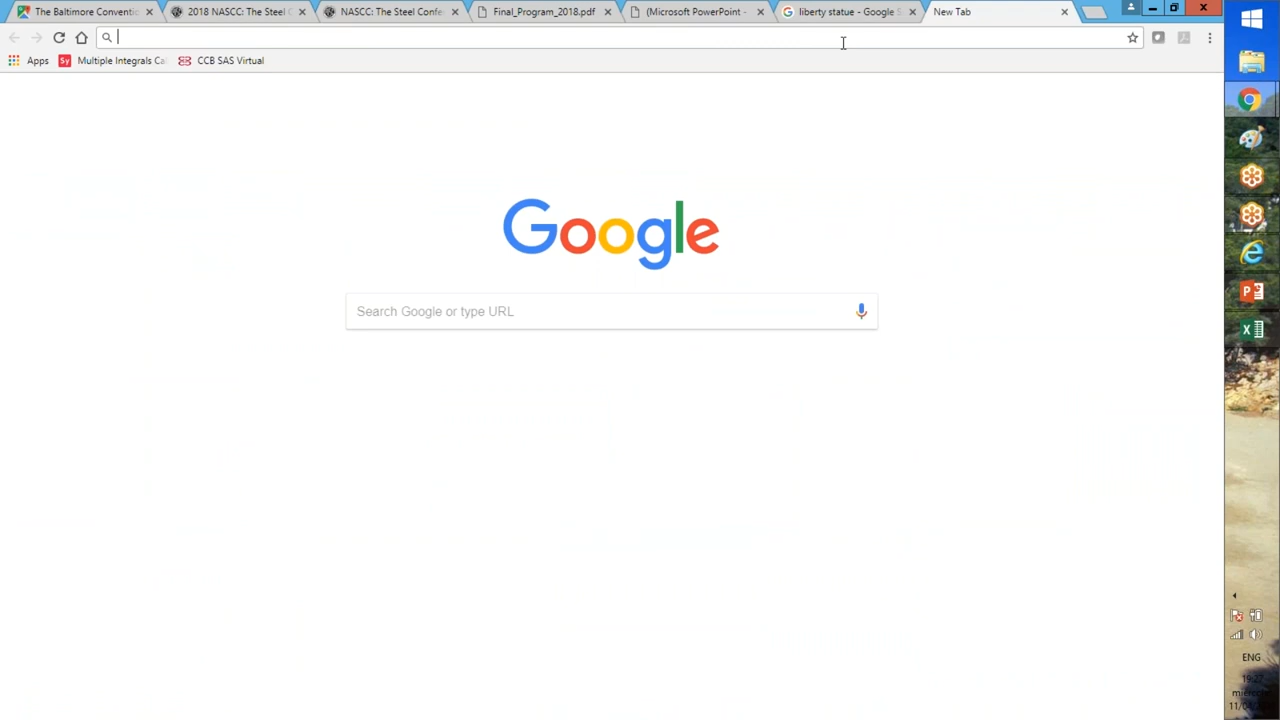 The Baltimore Conventic
2018 NASCC: The Steel C
NASCC: The Steel Confe
Final_Program_2018.pdf
(Microsoft PowerPoint -
liberty statue - Google S
New Tab
Apps
Sy
Multiple Integrals Ca
CCB SAS Virtual
Google
Search Google or type URL
ENG